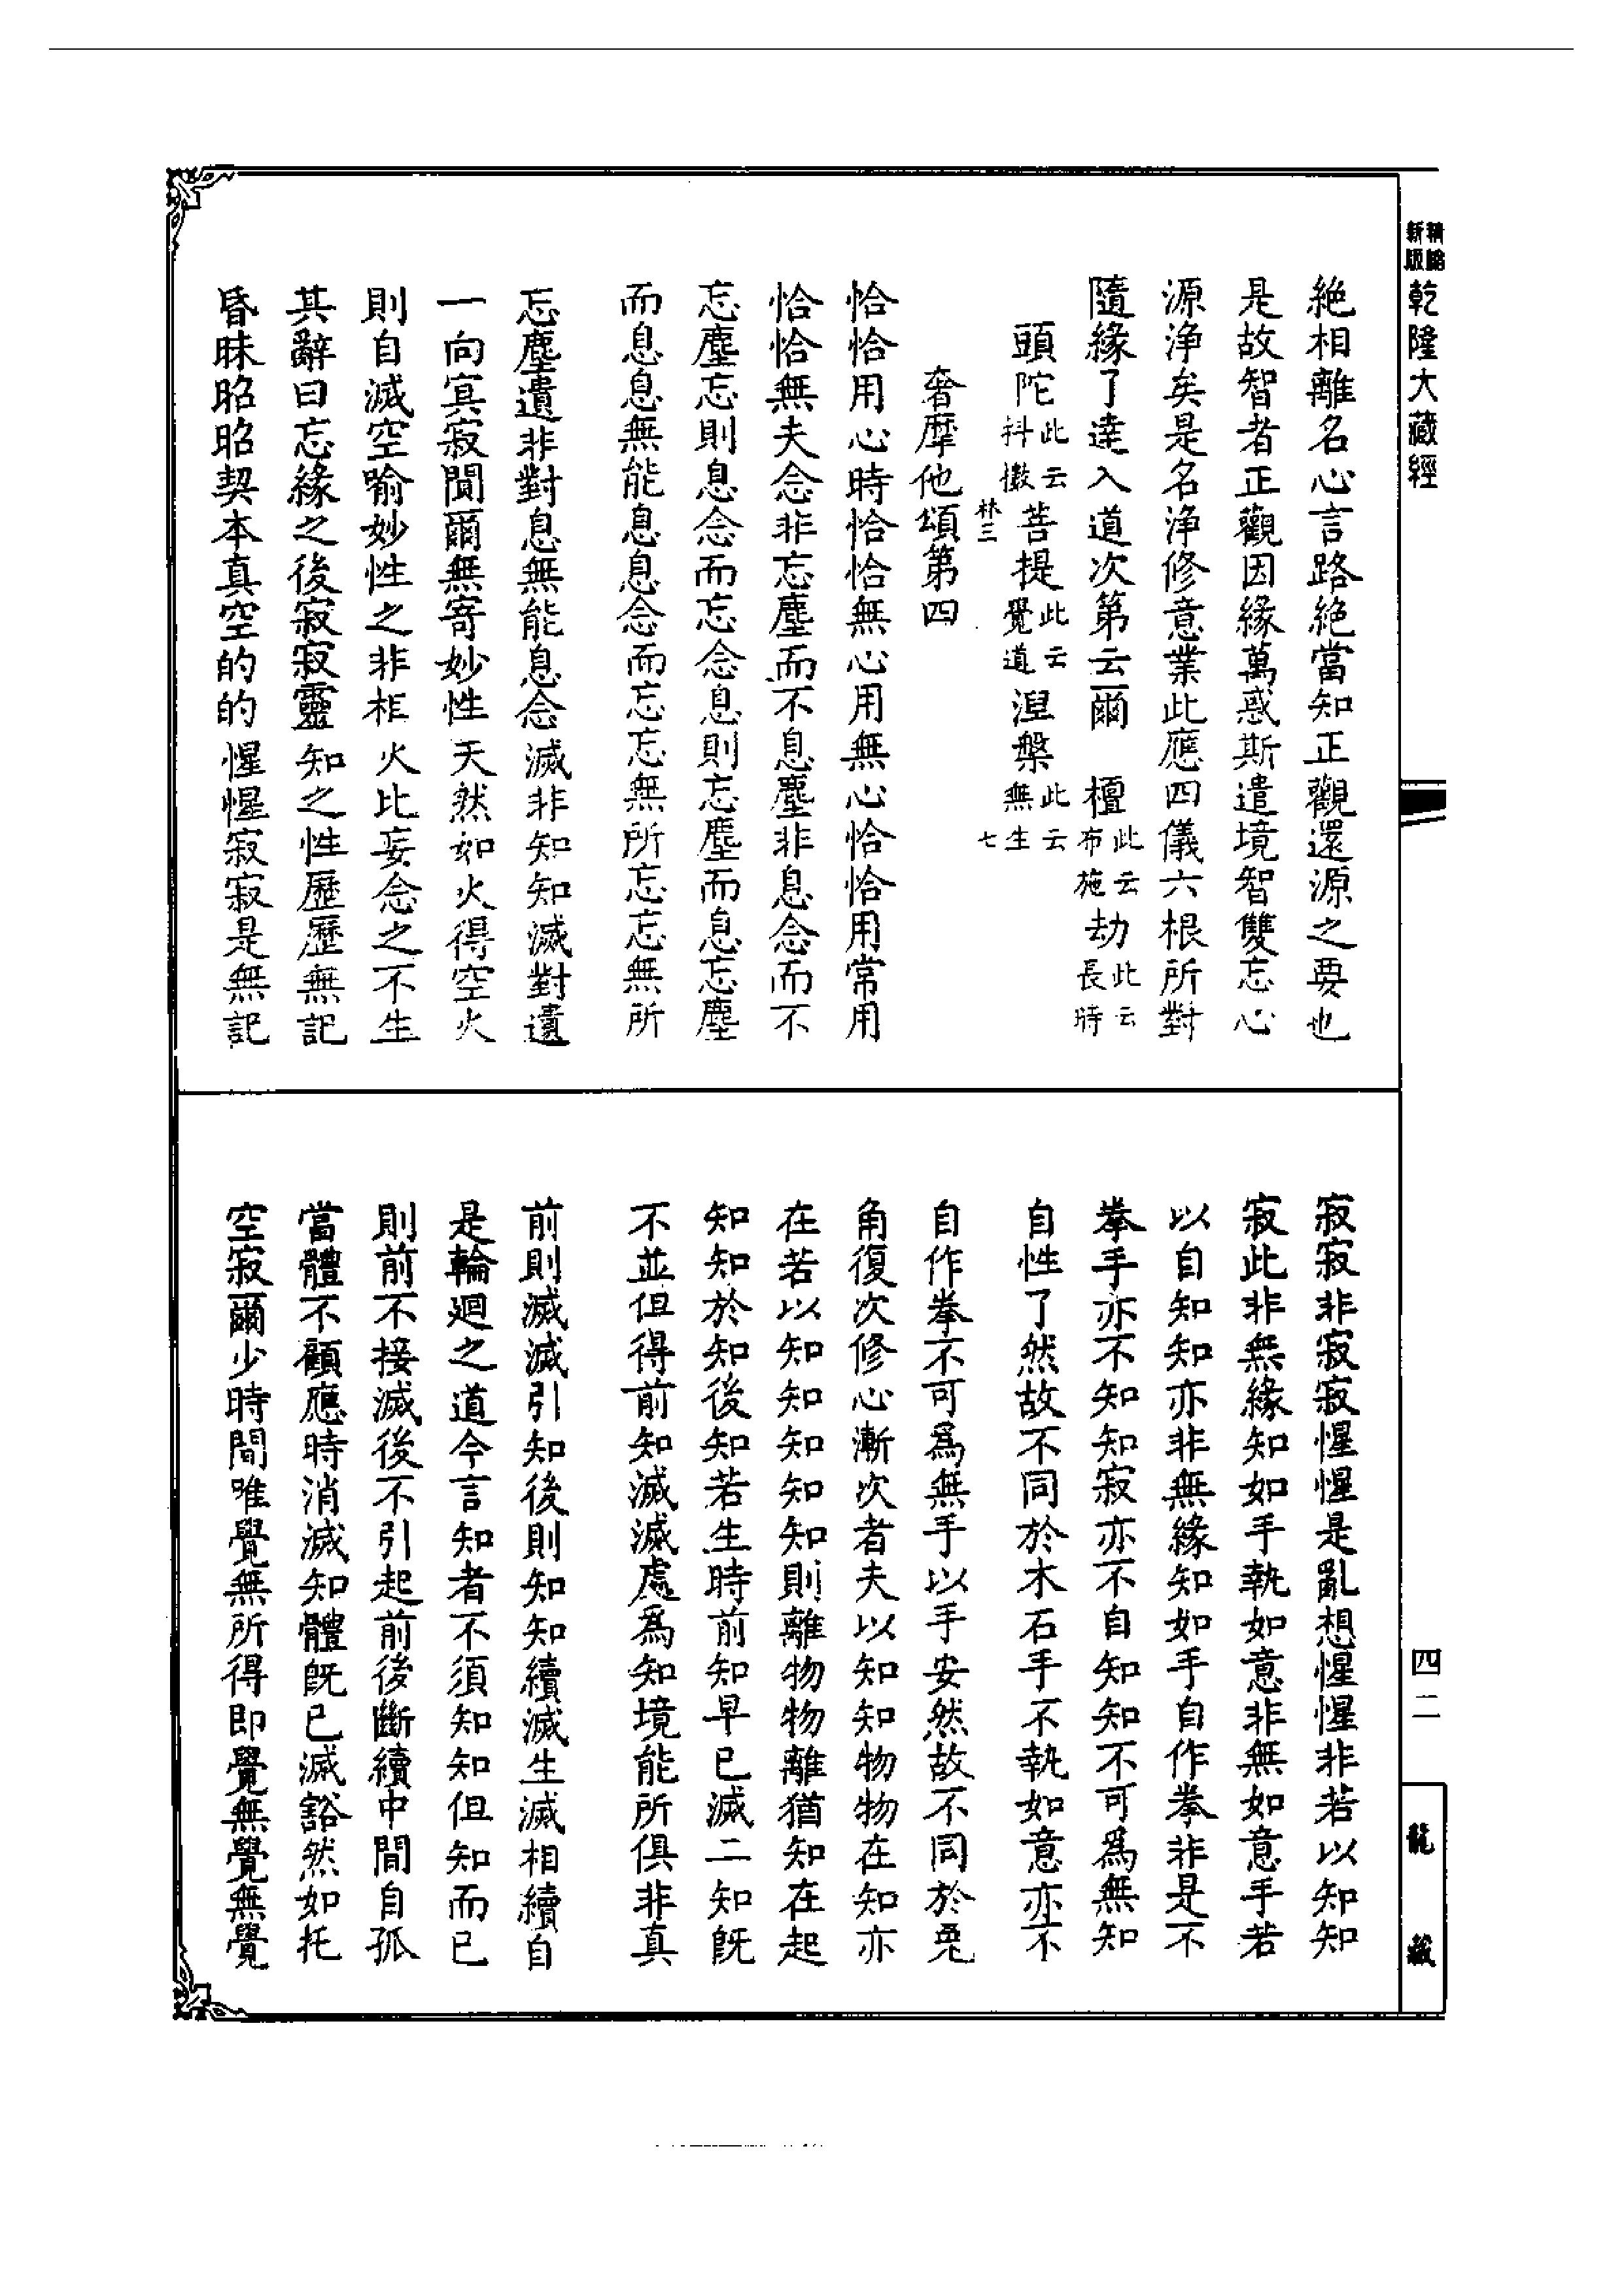 精縮新版乾隆大藏經
絶相離名心言路絶當知正觀還源之要也
是故智者正觀因緣萬惑斯遣境智雙忘心
源淨矣是名淨修意業此應四儀六根所對
隨緣了達入道次第云爾　檀此云布施劫此云長時
頭陀此云抖擻菩提此云覺道涅槃此云無生
林三　七
奢摩他頌第四
恰恰用心時恰恰無心用無心恰恰用常用
恰恰無夫念非忘塵而不息塵非息念而不
忘塵忘則息念而忘念息則忘塵而息忘塵
而息息無能息息念而忘忘無所忘忘無所
忘塵遺非對息無能息念滅非知知滅對遺
一向冥寂闃爾無寄妙性天然如火得空火
則自滅空喻妙性之非相火比妄念之不生
其辭曰忘緣之後寂寂靈知之性歷歷無記
昏昧昭昭契本真空的的惺惺寂寂是無記
寂寂非寂寂惺惺是亂想惺惺非若以知知
寂此非無緣知如手執如意非無如意手若
以自知知亦非無緣知如手自作拳非是不
拳手亦不知知寂亦不自知知不可爲無知
自性了然故不同於木石手不執如意亦不
自作拳不可爲無手以手安然故不同於兎
角復次修心漸次者夫以知知物物在知亦
在若以知知知知則離物物離猶知在起
知知於知後知若生時前知早已滅二知既
不並但得前知滅滅處爲知境能所俱非真
前則滅滅引知後則知知續滅生滅相續自
是輪迴之道今言知者不須知知但知而已
則前不接滅後不引起前後斷續中間自孤
當體不顧應時消滅知體既已滅豁然如托
空寂爾少時間唯覺無所得即覺無覺無覺
四二
龍藏